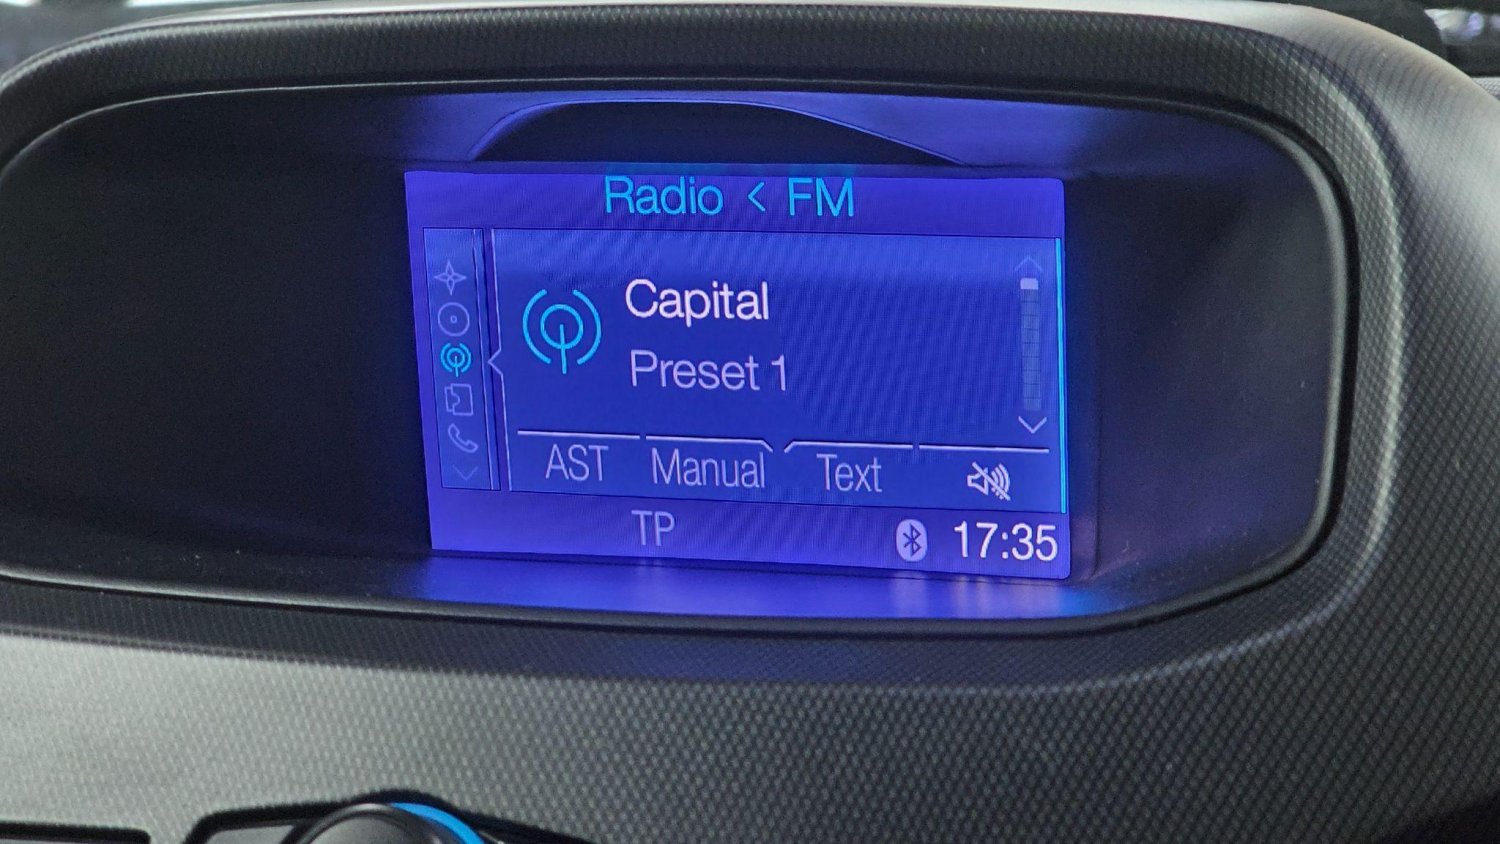 Radio < FM
Capital
Preset 1
AST Manual Text
TP 17:35